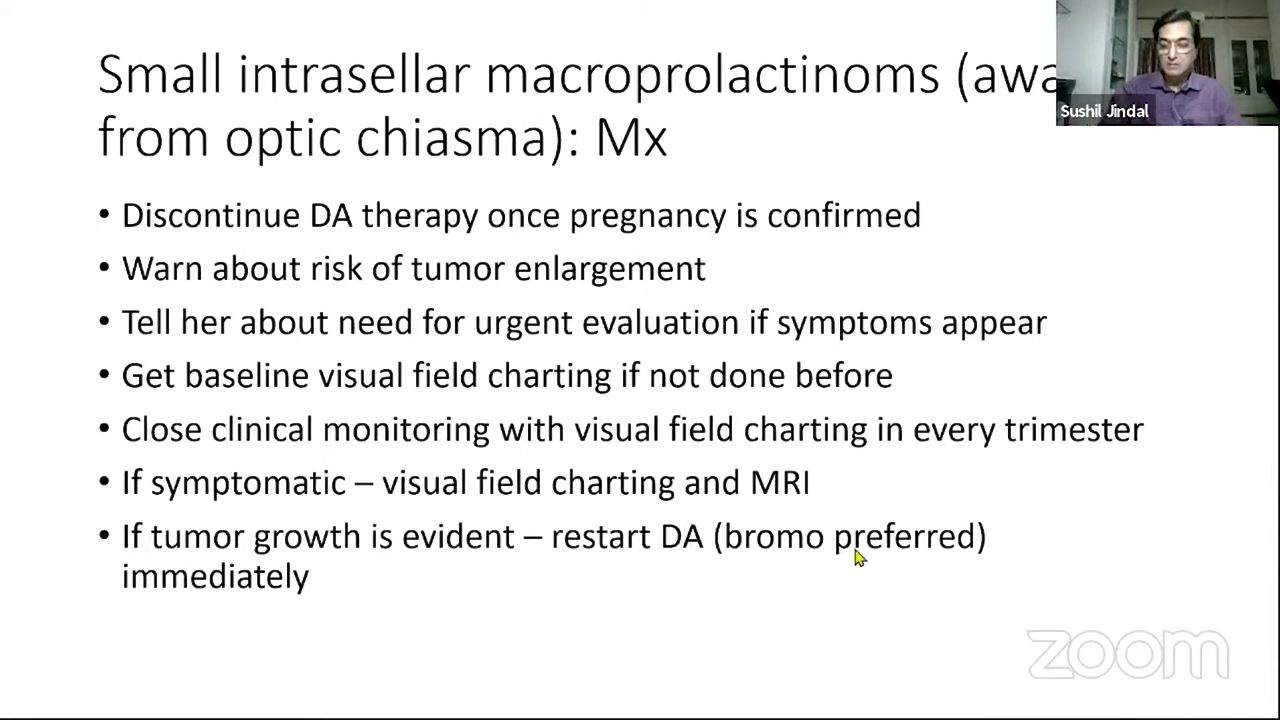 Small intrasellar macroprolactinoms (awa
from optic chiasma): Mx
Sushil Jindal
• Discontinue DA therapy once pregnancy is confirmed
• Warn about risk of tumor enlargement
• Tell her about need for urgent evaluation if symptoms appear
• Get baseline visual field charting if not done before
• Close clinical monitoring with visual field charting in every trimester
• If symptomatic – visual field charting and MRI
• If tumor growth is evident – restart DA (bromo preferred)
immediately
zoom